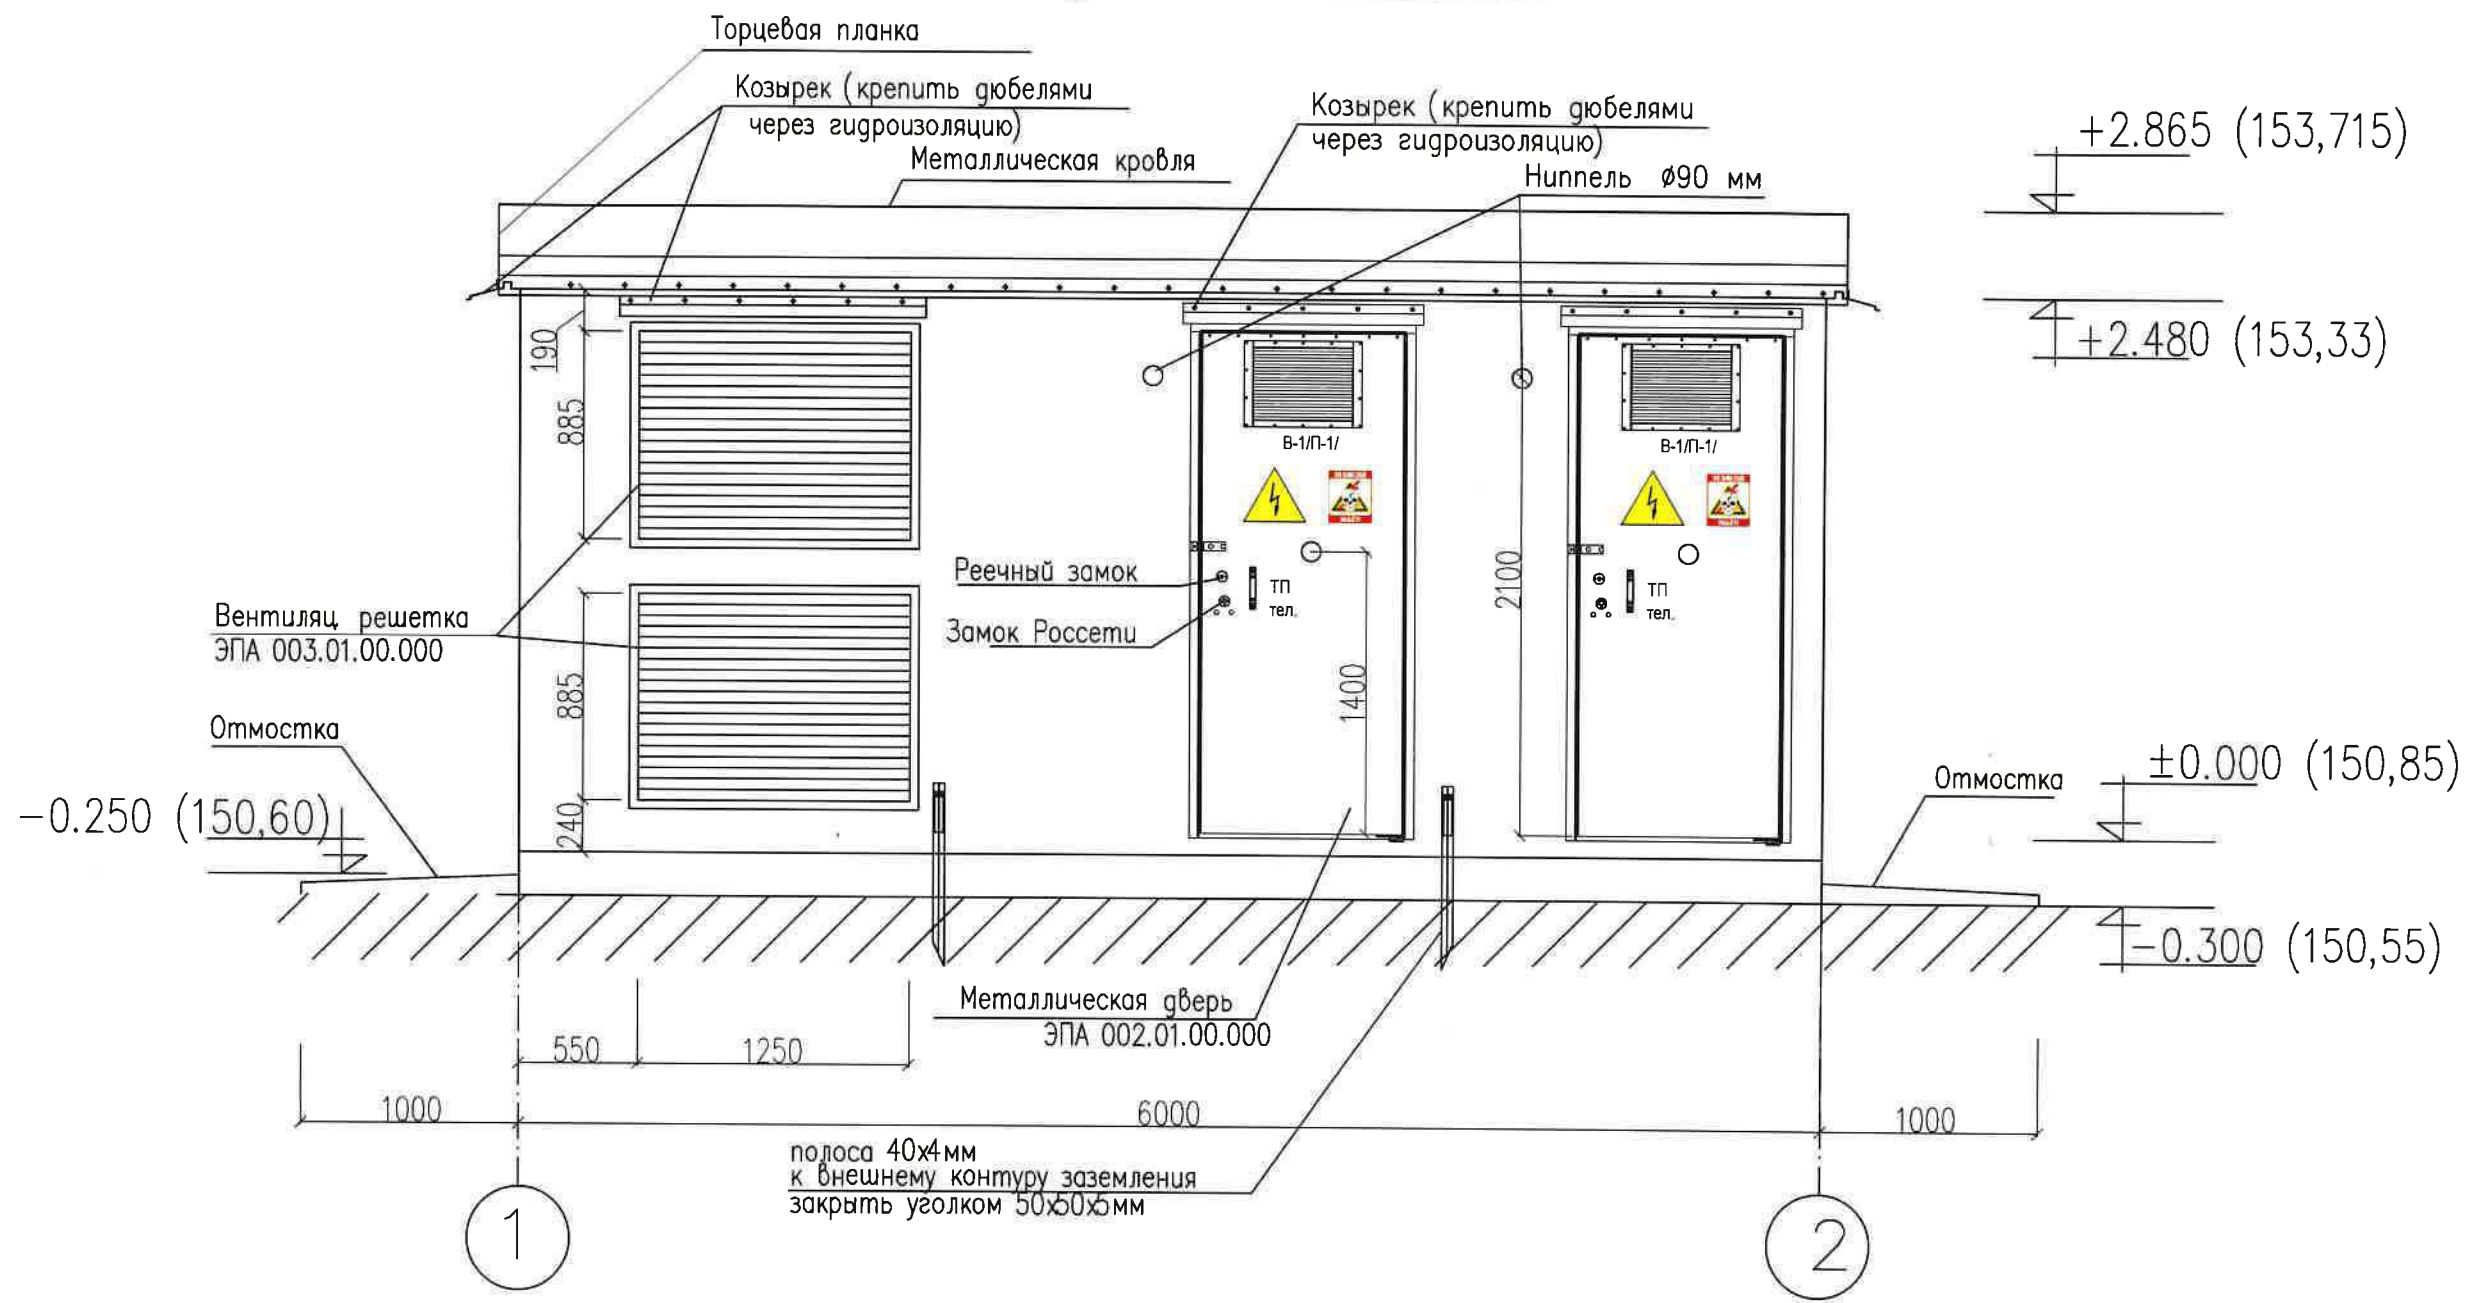 Торцевая планка
Козырек (крепить дюбелями
через гидроизоляцию)
Козырек (крепить дюбелями
через гидроизоляцию)
Металлическая кровля
Ниппель ø90 мм
+2.865 (153,715)
+2.480 (153,33)
190
885
В-1/П-1/
В-1/П-1/
Реечный замок
Замок Россети
ТП
тел.
ТП
тел.
2100
1400
Вентиляц решетка
ЭПА 003.01.00.000
885
Отмостка
-0.250 (150,60)
240
Отмостка
±0.000 (150,85)
-0.300 (150,55)
Металлическая дверь
ЭПА 002.01.00.000
550
1250
1000
6000
1000
полоса 40х4мм
к внешнему контуру заземления
закрыть уголком 50х50х5мм
1
2